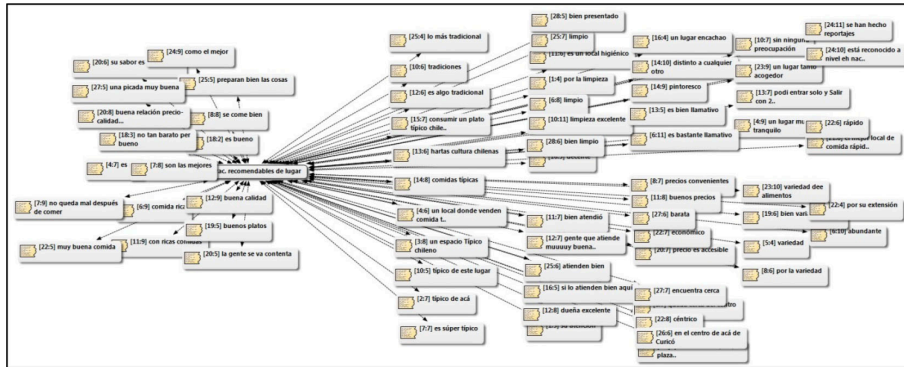 [24:9] como el mejor
[20:6] su sabor es
[25:5] preparan bien las cosas
[27:5] una picada muy buena
[20:8] buena relación precio-
calidad...
[8:8] se come bien
[18:3] no tan barato per
bueno
[18:2] es bueno
[4:7] es
[7:8] son las mejores
ac. recomendables de lugar
[7:9] no queda mal después
de comer
[6:9] comida rica
[12:9] buena calidad
[19:5] buenos platos
[22:5] muy buena comida
[11:9] con ricas comidas
[20:5] la gente se va contenta
[25:4] lo más tradicional
[10:6] tradiciones
[12:6] es algo tradicional
[15:7] consumir un plato
típico chile..
[13:6] hartas cultura chilenas
[14:8] comidas típicas
[4:6] un local donde venden
comida t..
[3:8] un espacio Típico
chileno
[10:5] típico de este lugar
[2:7] típico de acá
[7:7] es súper típico
[28:5] bien presentado
[25:7] limpio
[11:6] es un local higiénico
[1:4] por la limpieza
[6:8] limpio
[10:11] limpieza excelente
[28:6] bien limpio
[11:7] bien atendió
[12:7] gente que atiende
muuuuy buena..
[25:6] atienden bien
[16:5] si lo atienden bien aquí
[12:8] dueña excelente
[16:4] un lugar encachao
[14:10] distinto a cualquier
otro
[14:9] pintoresco
[13:5] es bien llamativo
[6:11] es bastante llamativo
[8:7] precios convenientes
[11:8] buenos precios
[27:6] barata
[22:7] económico
[20:7] precio es accesible
[27:7] encuentra cerca
[22:8] céntrico
[26:6] en el centro de acá de
Curicó
plaza..
[10:7] sin ninguna
preocupación
[23:9] un lugar tanto
acogedor
[13:7] podi entrar solo y Salir
con 2..
[4:9] un lugar mu
tranquilo
[24:11] se han hecho
reportajes
[24:10] está reconocido a
nivel eh nac..
[22:6] rápido
local de
comida rápid..
[23:10] variedad dee
alimentos
[22:4] por su extensión
[19:6] bien vari
[6:10] abundante
[5:4] variedad
[8:6] por la variedad